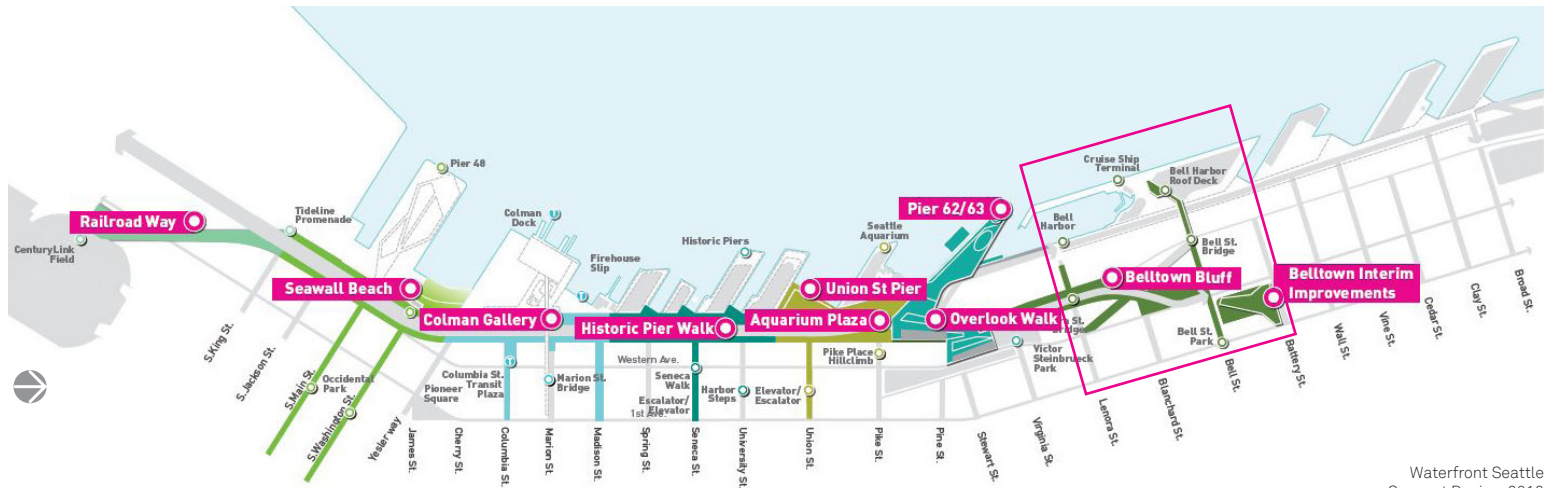 Railroad Way
CenturyLink
Field
Tideline
Promenade
Pier 48
Seawall Beach
Colman
Dock
Firehouse
Slip
Colman Gallery
Historic Piers
Historic Pier Walk
Union St Pier
Seattle
Aquarium
Aquarium Plaza
Pier 62/63
Overlook Walk
Cruise Ship
Terminal
Bell Harbor
Roof Deck
Bell
Harbor
Bell St.
Bridge
Belltown Bluff
Belltown Interim
Improvements
Bridge
Victor
Steinbrueck
Park
Bell St.
Park
Pike Place
Hillclimb
Western Ave.
Occidental
Park
Pioneer
Square
Columbia St.
Transit
Plaza
Marion St.
Bridge
Seneca
Walk
Escalator/
Elevator
Harbor
Steps
Elevator/
Escalator
1st Ave.
S.King St.
S.Jackson St.
S.Main St.
S.Washington St.
Yesler way
James St.
Cherry St.
Columbia St.
Marion St.
Madison St.
Spring St.
Seneca St.
University St.
Union St.
Pike St.
Pine St.
Stewart St.
Virginia St.
Lenora St.
Blanchard St.
Bell St.
Battery St.
Wall St.
Vine St.
Cedar St.
Clay St.
Broad St.
Waterfront Seattle